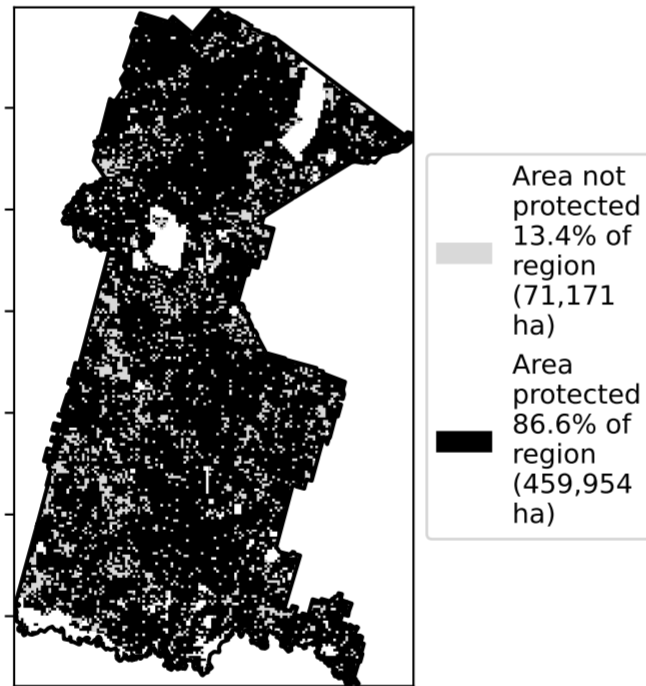 Area not
protected
13.4% of
region
(71,171
ha)
Area
protected
86.6% of
region
(459,954
ha)